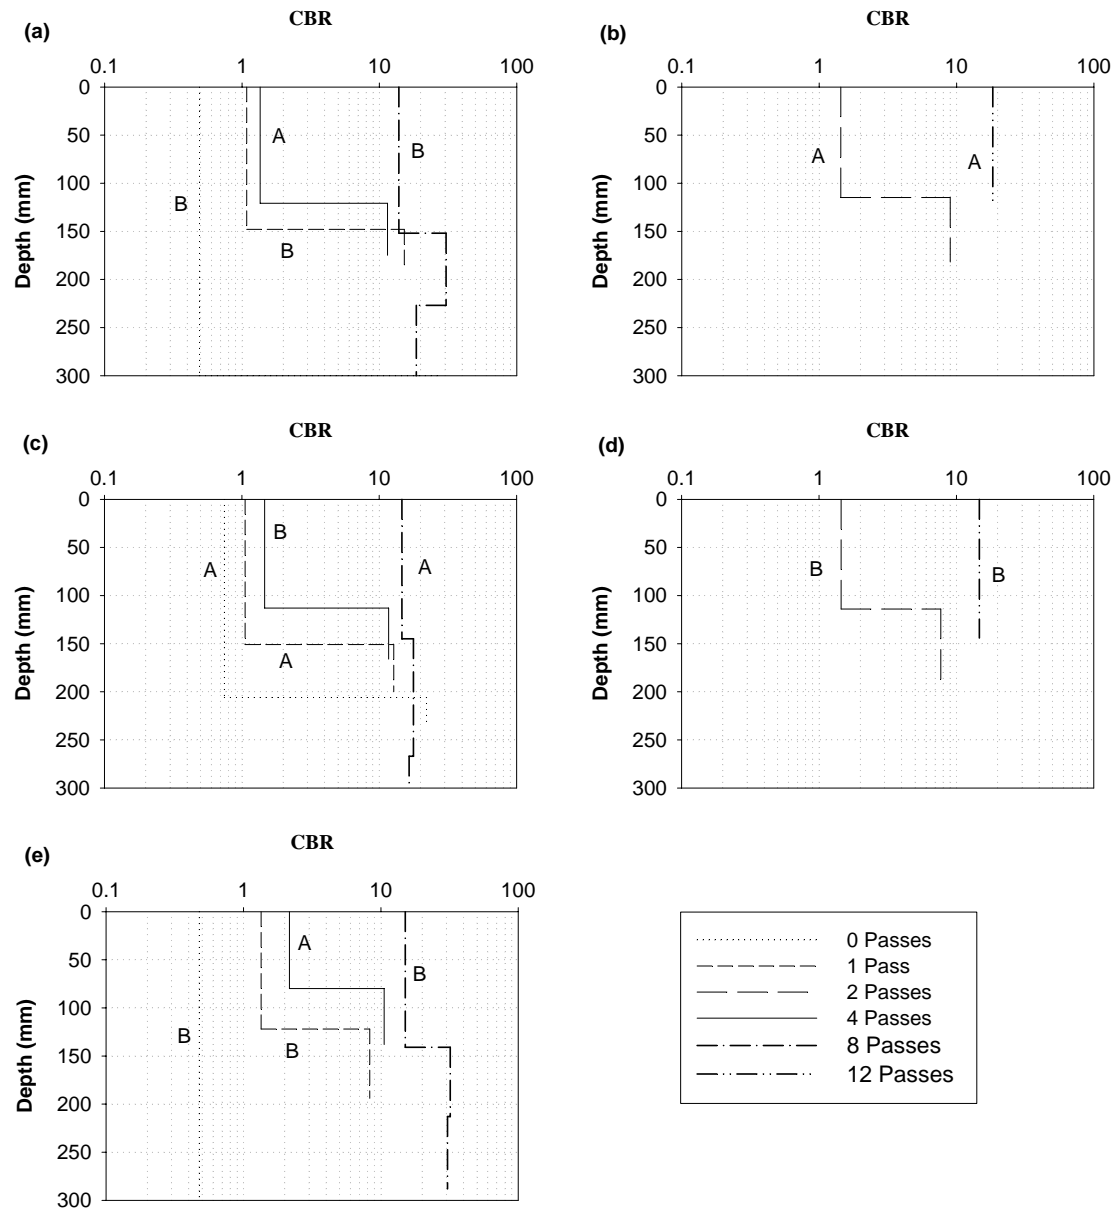 CBR
(a)
0.1 1 10 100
0
50
100
150
200
250
300
Depth (mm)
A
B
B
B
CBR
(b)
0.1 1 10 100
0
50
100
150
200
250
300
Depth (mm)
A
A
CBR
(c)
0.1 1 10 100
0
50
100
150
200
250
300
Depth (mm)
B
A
A
A
CBR
(d)
0.1 1 10 100
0
50
100
150
200
250
300
Depth (mm)
B
B
CBR
(e)
0.1 1 10 100
0
50
100
150
200
250
300
Depth (mm)
A
B
B
B
0 Passes
1 Pass
2 Passes
4 Passes
8 Passes
12 Passes